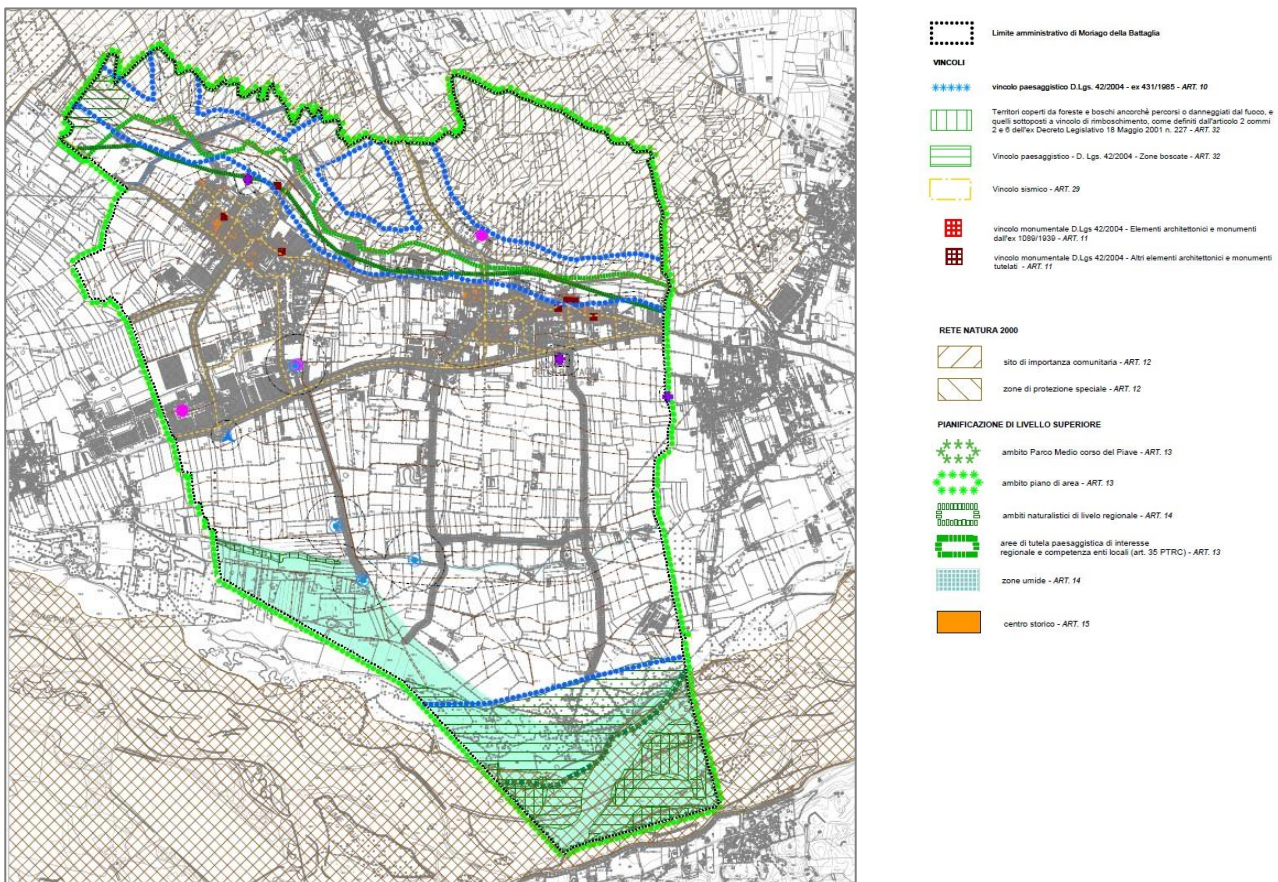 Limite amministrativo di Moriago della Battaglia
VINCOLI
vincolo paesaggistico D.Lgs. 42/2004 - ex 431/1985 - ART. 10
Territori coperti da foreste e boschi ancorchè percorsi o danneggiati dal fuoco, e
quelli sottoposti a vincolo di rimboschimento, come definiti dall'articolo 2 commi
2 e 6 dell'ex Decreto Legislativo 18 Maggio 2001 n. 227 - ART. 32
Vincolo paesaggistico - D. Lgs. 42/2004 - Zone boscate - ART. 32
Vincolo sismico - ART. 29
vincolo monumentale D.Lgs 42/2004 - Elementi architettonici e monumenti
dall'ex 1089/1939 - ART. 11
vincolo monumentale D.Lgs 42/2004 - Altri elementi architettonici e monumenti
tutelati - ART. 11
RETE NATURA 2000
sito di importanza comunitaria - ART. 12
zone di protezione speciale - ART. 12
PIANIFICAZIONE DI LIVELLO SUPERIORE
ambito Parco Medio corso del Piave - ART. 13
ambito piano di area - ART. 13
ambiti naturalistici di livelo regionale - ART. 14
aree di tutela paesaggistica di interesse
regionale e competenza enti locali (art. 35 PTRC) - ART. 13
zone umide - ART. 14
centro storico - ART. 15